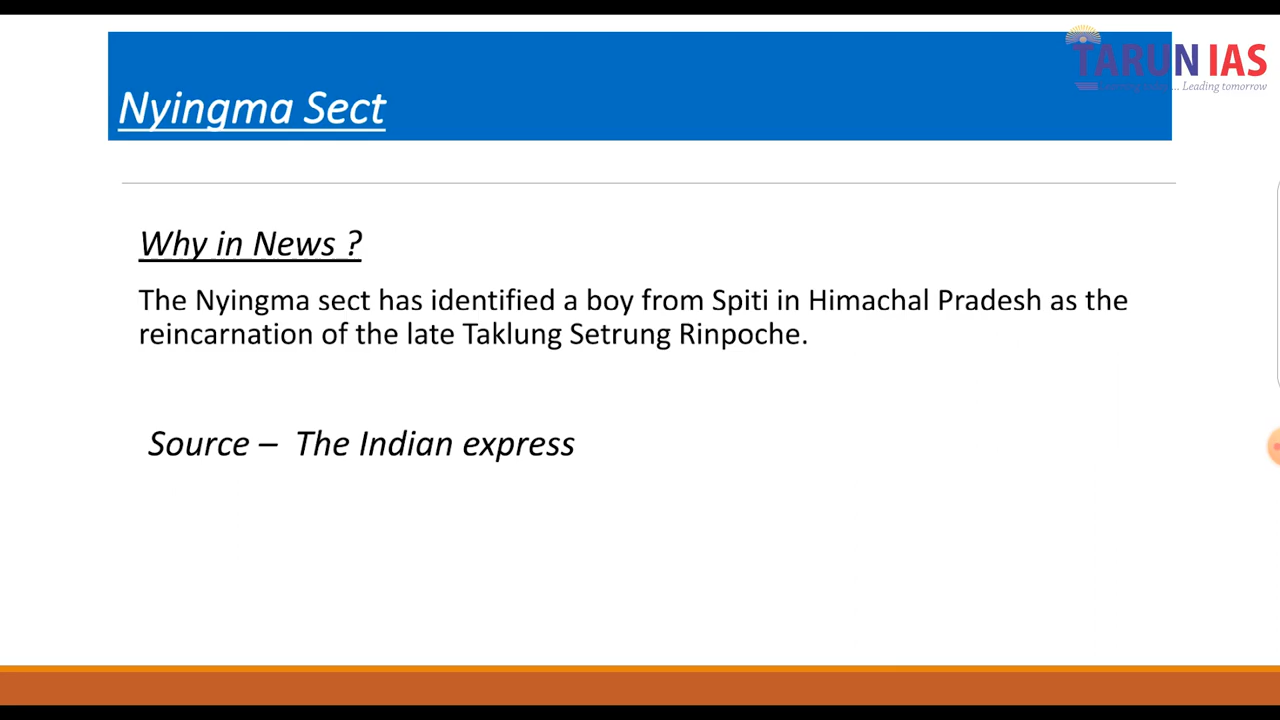 TARUN IAS
... Leading tomorrow
Nyingma Sect
Why in News ?
The Nyingma sect has identified a boy from Spiti in Himachal Pradesh as the
reincarnation of the late Taklung Setrung Rinpoche.
Source – The Indian express